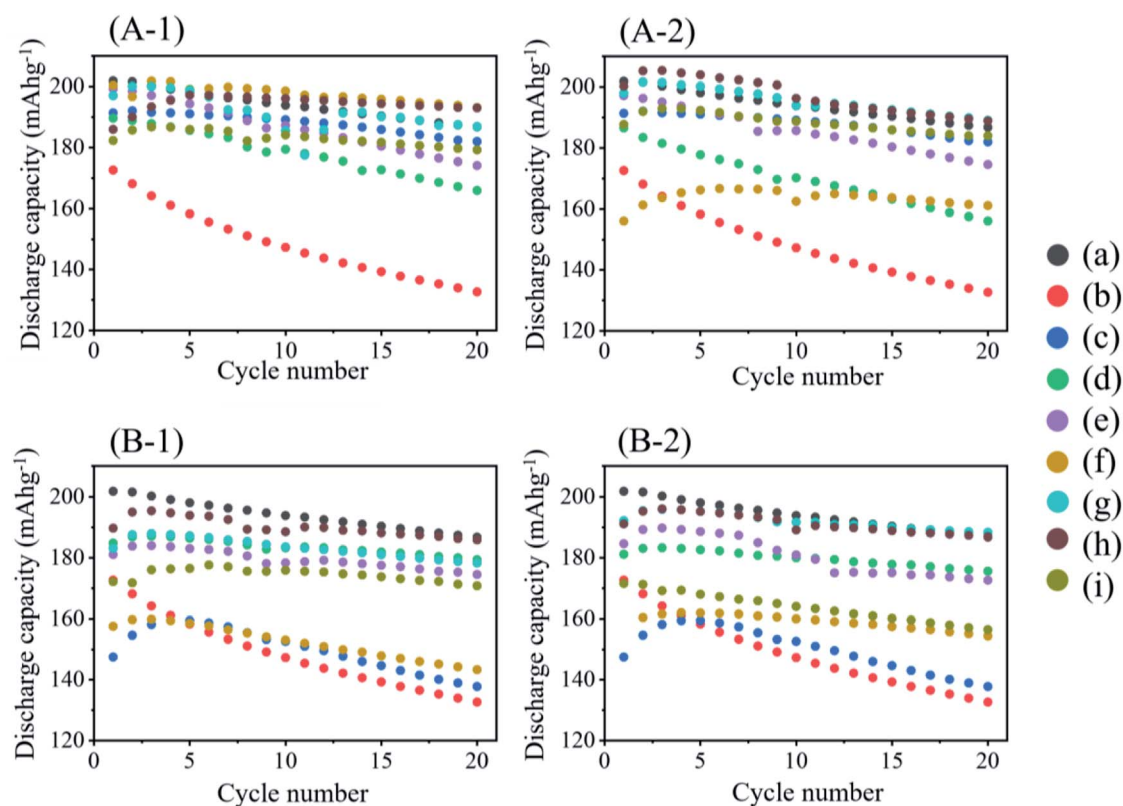 (A-1)
Discharge capacity (mAhg⁻¹)
200
180
160
140
120
0 5 10 15 20
Cycle number
(A-2)
Discharge capacity (mAhg⁻¹)
200
180
160
140
120
0 5 10 15 20
Cycle number
(B-1)
Discharge capacity (mAhg⁻¹)
200
180
160
140
120
0 5 10 15 20
Cycle number
(B-2)
Discharge capacity (mAhg⁻¹)
200
180
160
140
120
0 5 10 15 20
Cycle number
(a)
(b)
(c)
(d)
(e)
(f)
(g)
(h)
(i)